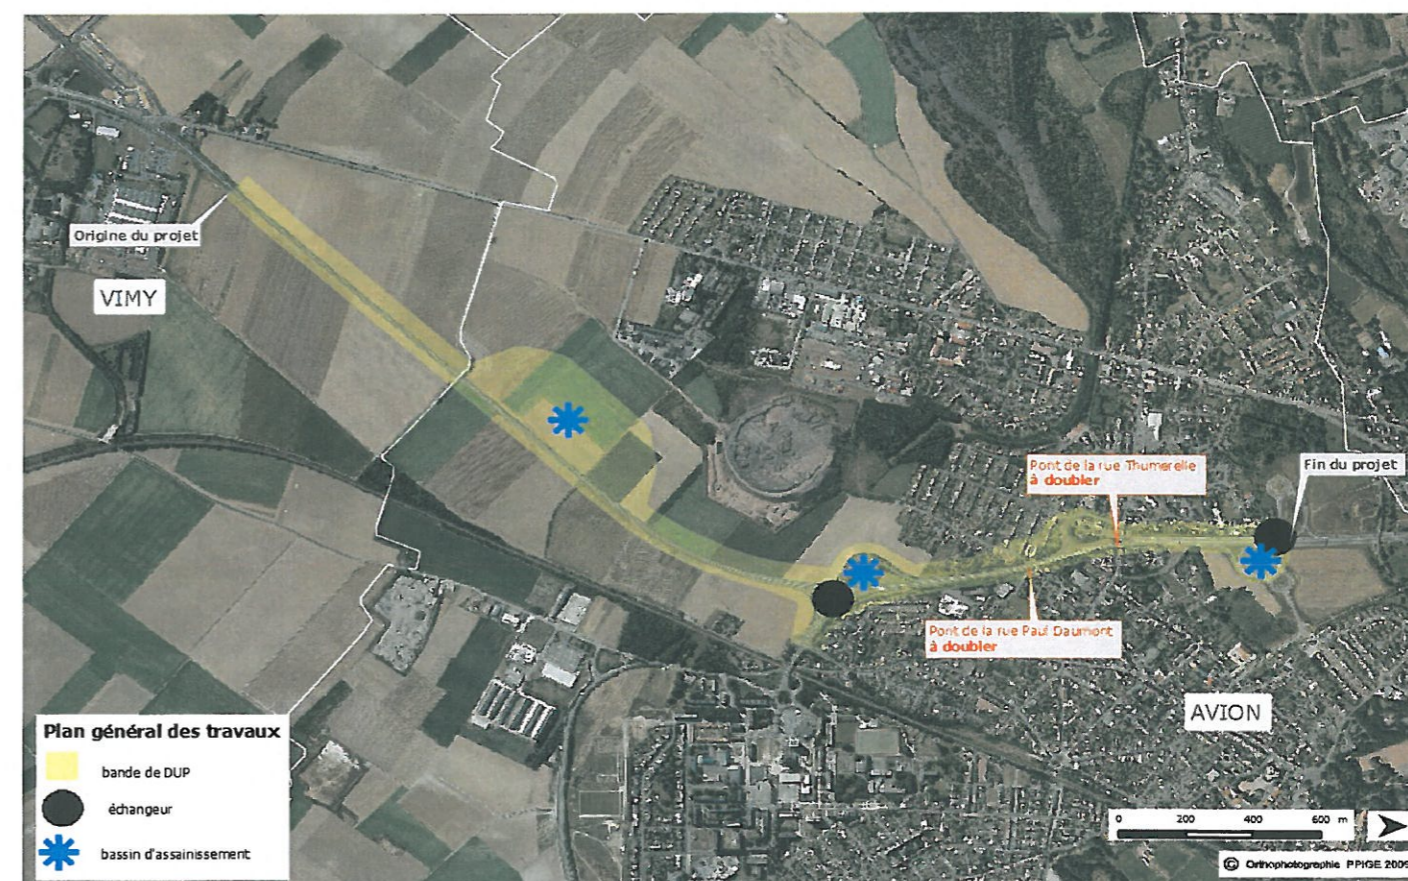 Origine du projet
VIMY
Pont de la rue Thumerelle
à doubler
Fin du projet
Pont de la rue Paul Daumont
à doubler
AVION
Plan général des travaux
bande de DUP
échangeur
bassin d'assainissement
0 200 400 600 m
© Orthophotographie PPIGE 2009